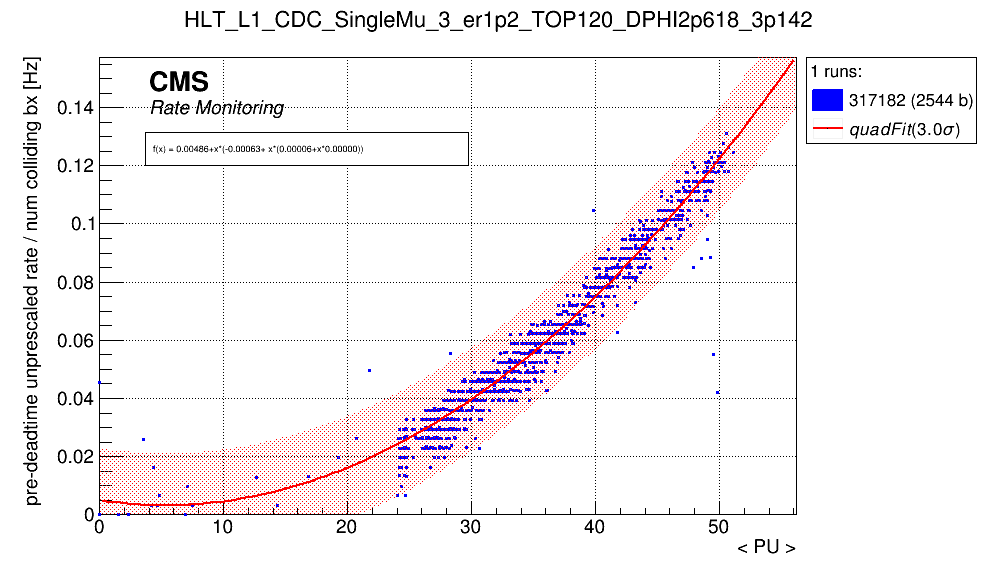 HLT_L1_CDC_SingleMu_3_er1p2_TOP120_DPHI2p618_3p142
pre-deadtime unprescaled rate / num colliding bx [Hz]
CMS
Rate Monitoring
f(x) = 0.00486+x*(-0.00063+ x*(0.00006+x*0.00000))
1 runs:
317182 (2544 b)
quadFit(3.0σ)
0.14
0.12
0.1
0.08
0.06
0.04
0.02
0
0 10 20 30 40 50
< PU >